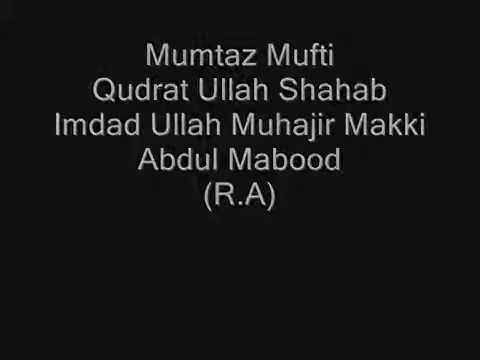 Mumtaz Mufti
Qudrat Ullah Shahab
Imdad Ullah Muhajir Makki
Abdul Mabood
(R.A)